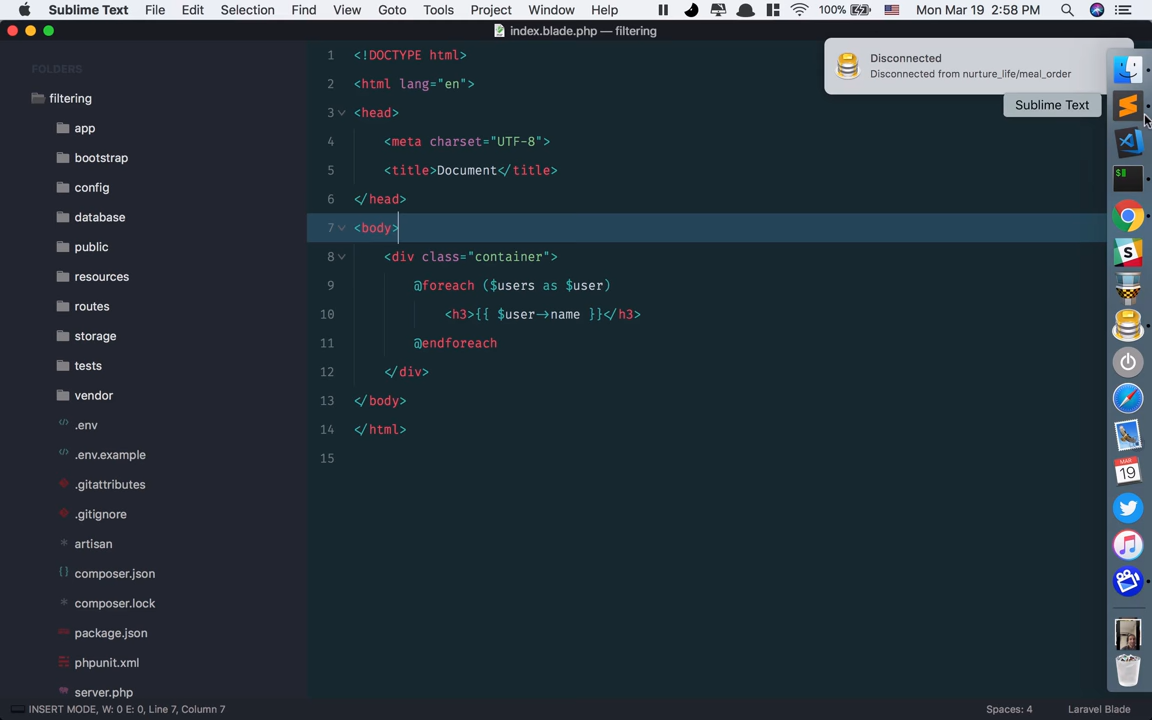 Sublime Text File Edit Selection Find View Goto Tools Project Window Help 100% Mon Mar 19 2:58 PM
index.blade.php — filtering
Disconnected
Disconnected from nurture_life/meal_order
Sublime Text
FOLDERS
filtering
app
bootstrap
config
database
public
resources
routes
storage
tests
vendor
.env
.env.example
.gitattributes
.gitignore
artisan
composer.json
composer.lock
package.json
phpunit.xml
server.php
1 <!DOCTYPE html>
2 <html lang="en">
3 <head>
4 <meta charset="UTF-8">
5 <title>Document</title>
6 </head>
7 <body>
8 <div class="container">
9 @foreach ($users as $user)
10 <h3>{{ $user->name }}</h3>
11 @endforeach
12 </div>
13 </body>
14 </html>
15
MAR
19
INSERT MODE, W: 0 E: 0, Line 7, Column 7 Spaces: 4 Laravel Blade